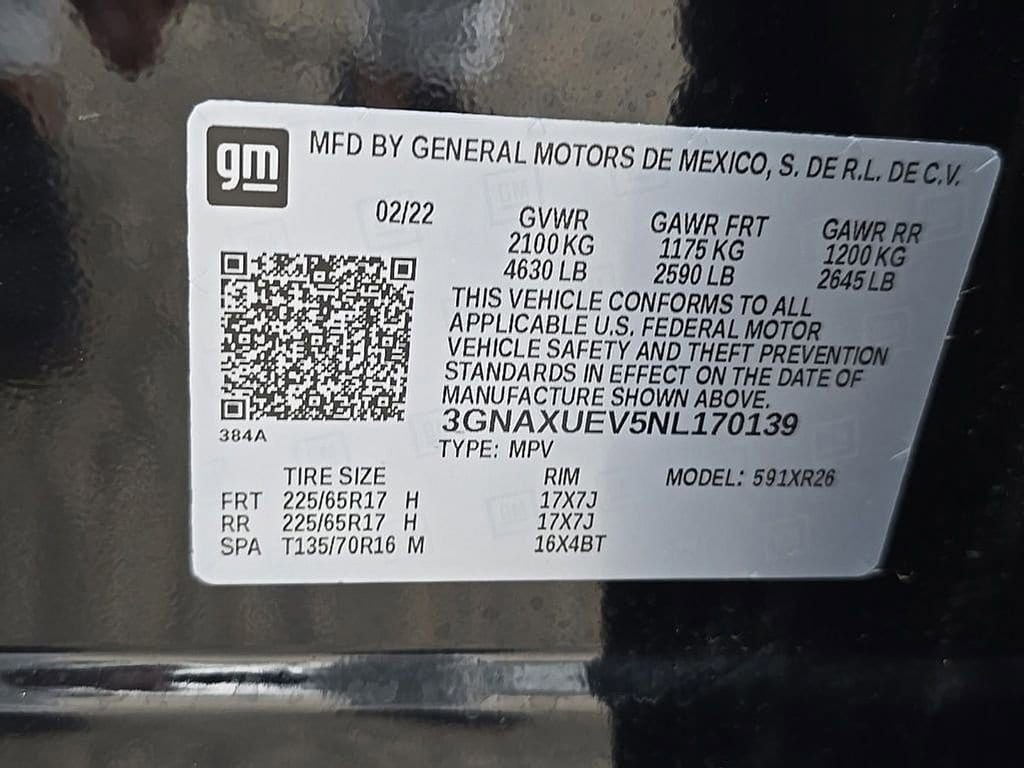 gm
MFD BY GENERAL MOTORS DE MEXICO, S. DE R.L. DE C.V.
02/22 GVWR GAWR FRT GAWR RR
2100 KG 1175 KG 1200 KG
4630 LB 2590 LB 2645 LB
THIS VEHICLE CONFORMS TO ALL
APPLICABLE U.S. FEDERAL MOTOR
VEHICLE SAFETY AND THEFT PREVENTION
STANDARDS IN EFFECT ON THE DATE OF
MANUFACTURE SHOWN ABOVE.
3GNAXUEV5NL170139
384A
TYPE: MPV
TIRE SIZE RIM MODEL: 591XR26
FRT 225/65R17 H 17X7J
RR 225/65R17 H 17X7J
SPA T135/70R16 M 16X4BT